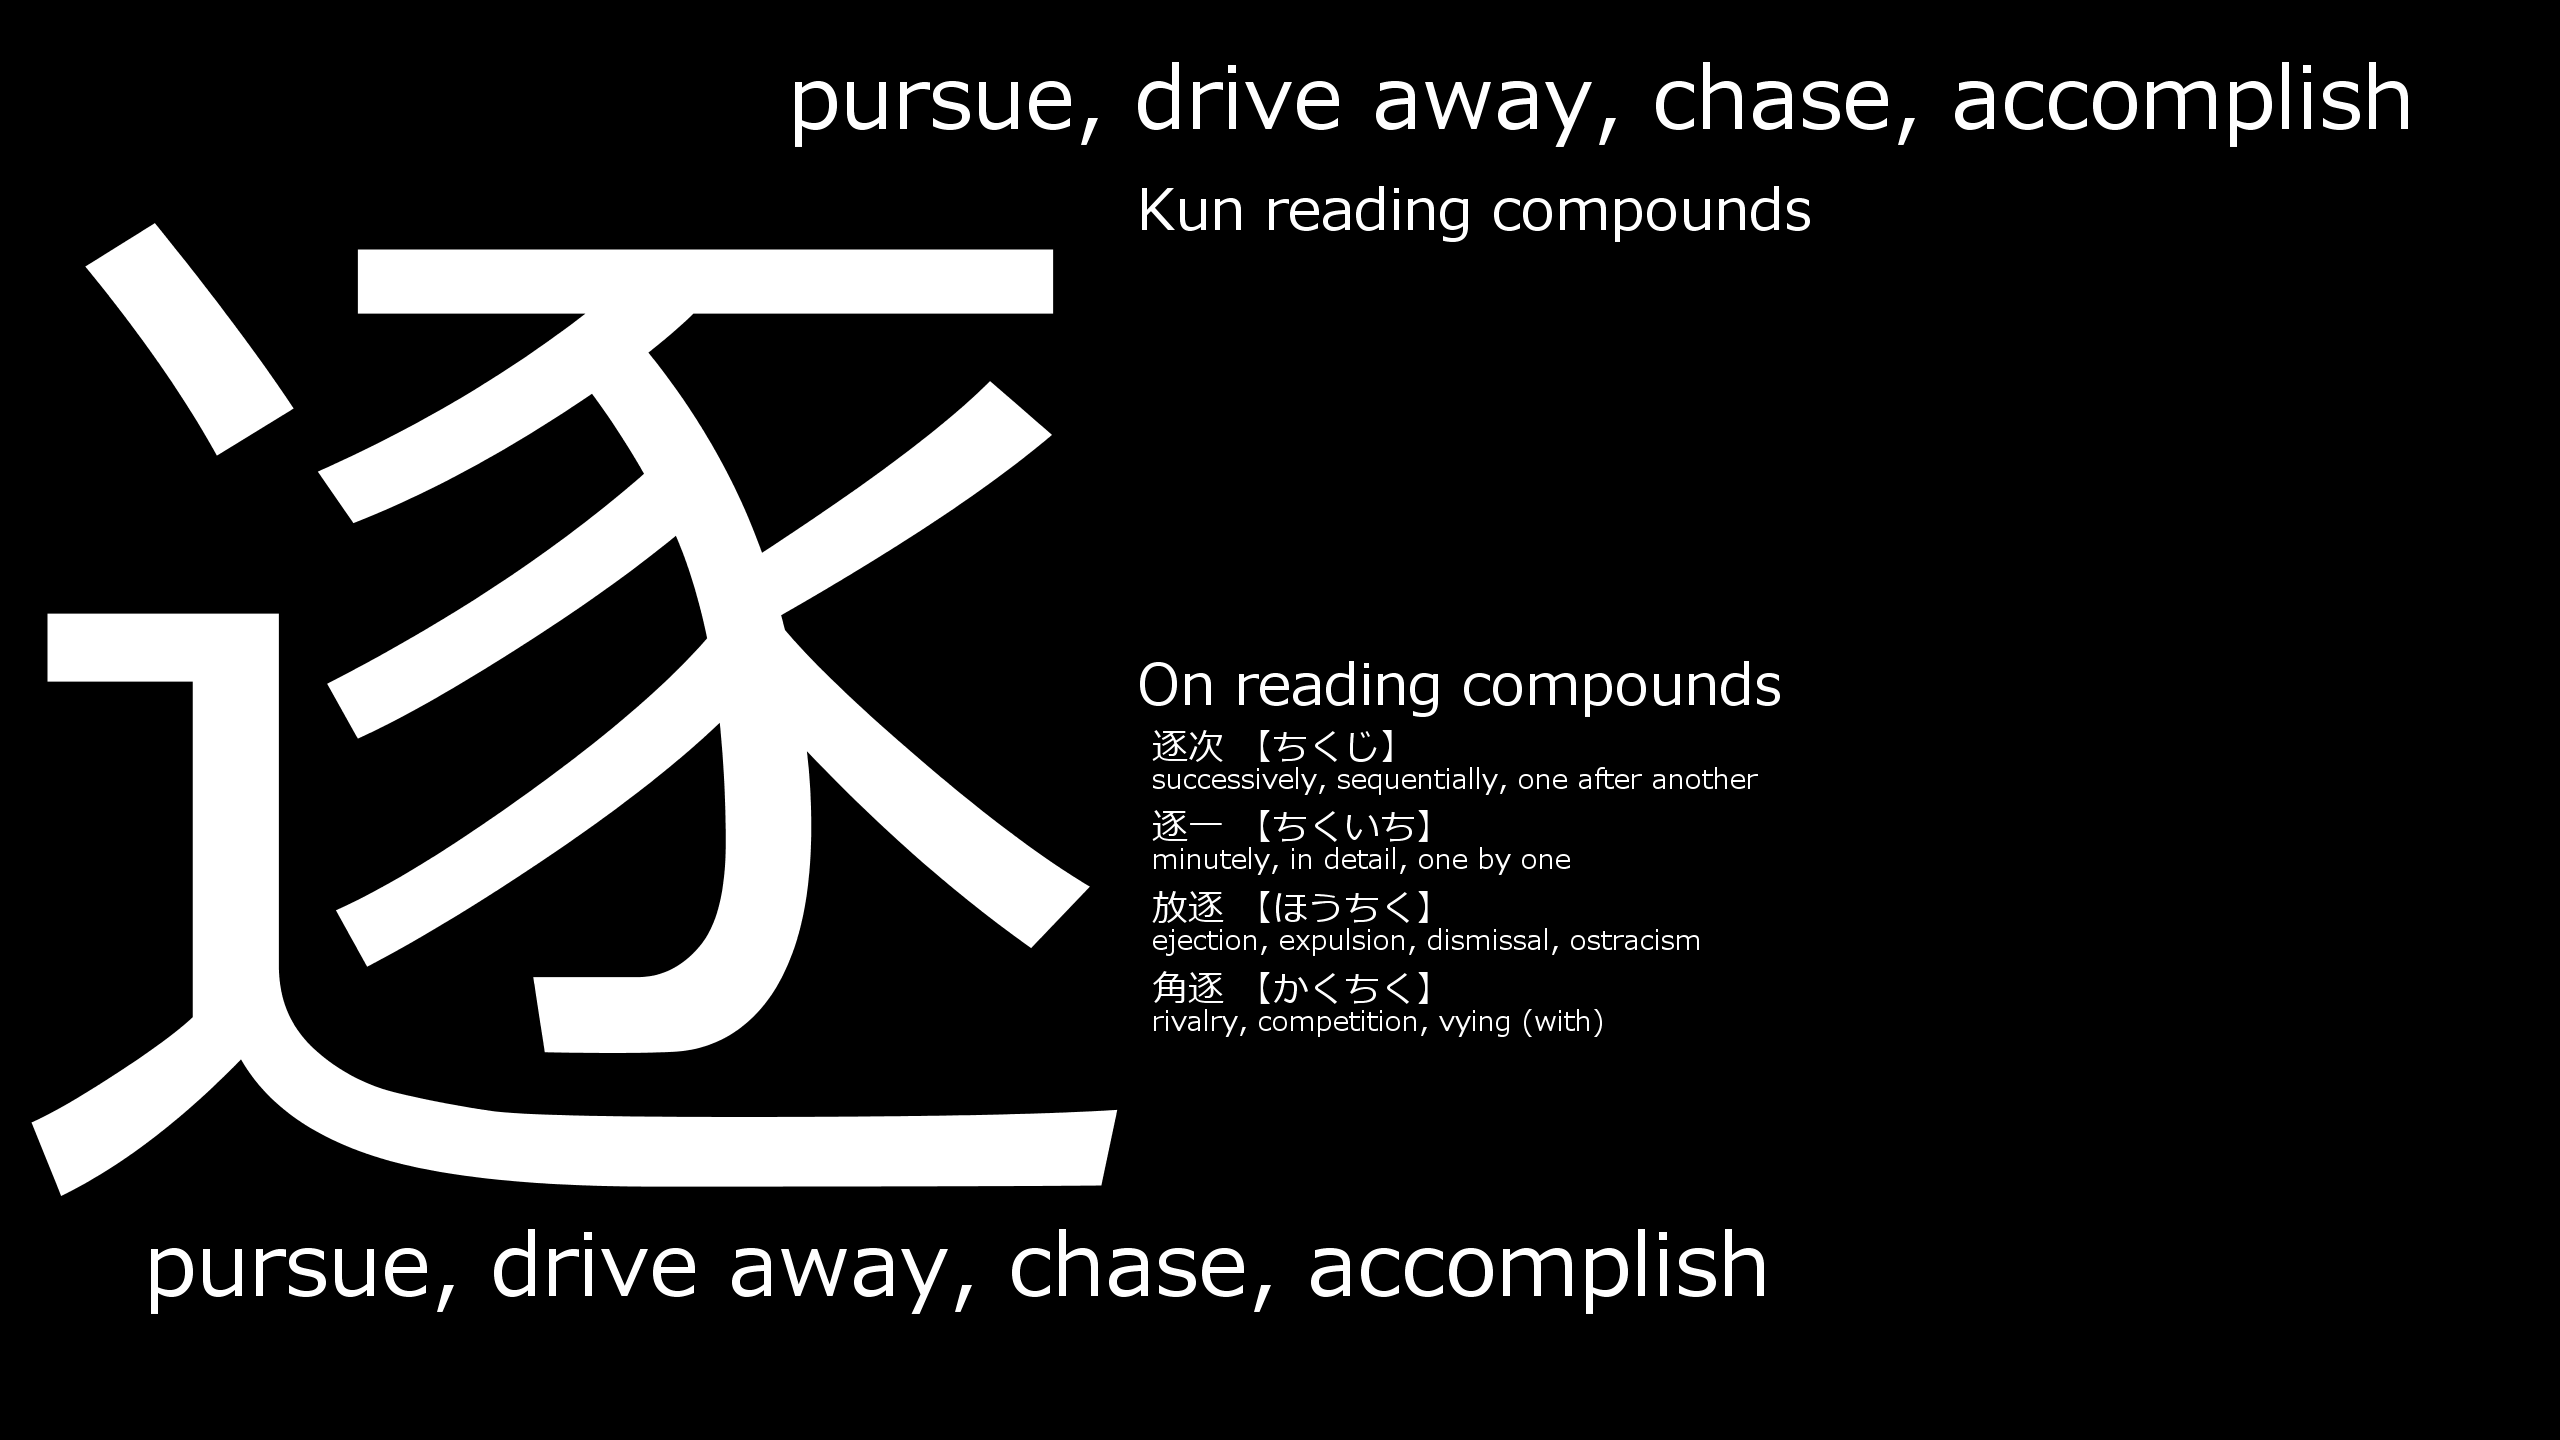 pursue, drive away, chase, accomplish
Kun reading compounds
逐
On reading compounds
逐次 【ちくじ】
successively, sequentially, one after another
逐一 【ちくいち】
minutely, in detail, one by one
放逐 【ほうちく】
ejection, expulsion, dismissal, ostracism
角逐 【かくちく】
rivalry, competition, vying (with)
pursue, drive away, chase, accomplish